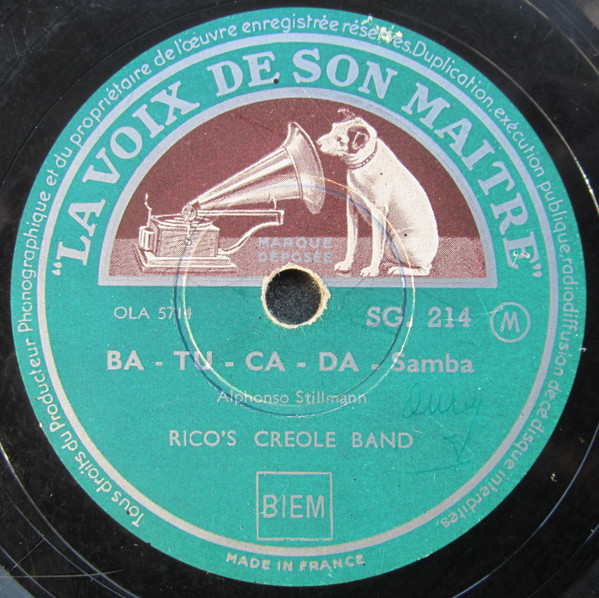 Tous droits du Producteur Phonographique et du propriétaire de l'œuvre enregistrée réservés. Duplication, exécution publique, radiodiffusion de ce disque interdites.
"LA VOIX DE SON MAITRE"
MARQUE
DÉPOSÉE
SG. 214 M
BA - TU - CA - DA - Samba
Alphonso Stillmann
RICO'S CREOLE BAND
BIEM
MADE IN FRANCE